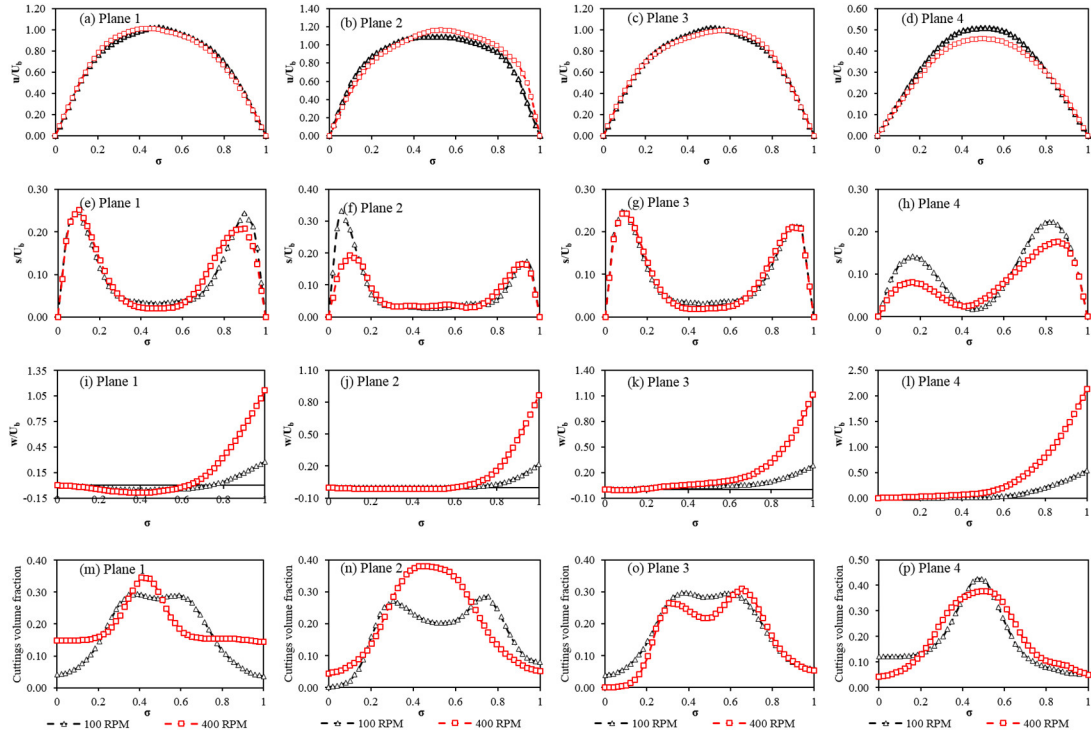 (a) Plane 1
u/U_b
1.20
1.00
0.80
0.60
0.40
0.20
0.00
0 0.2 0.4 0.6 0.8 1
σ
(b) Plane 2
u/U_b
1.40
1.20
1.00
0.80
0.60
0.40
0.20
0.00
0 0.2 0.4 0.6 0.8 1
σ
(c) Plane 3
u/U_b
1.20
1.00
0.80
0.60
0.40
0.20
0.00
0 0.2 0.4 0.6 0.8 1
σ
(d) Plane 4
u/U_b
0.60
0.50
0.40
0.30
0.20
0.10
0.00
0 0.2 0.4 0.6 0.8 1
σ
(e) Plane 1
s/U_b
0.30
0.20
0.10
0.00
0 0.2 0.4 0.6 0.8 1
σ
(f) Plane 2
s/U_b
0.40
0.30
0.20
0.10
0.00
0 0.2 0.4 0.6 0.8 1
σ
(g) Plane 3
s/U_b
0.30
0.20
0.10
0.00
0 0.2 0.4 0.6 0.8 1
σ
(h) Plane 4
s/U_b
0.30
0.20
0.10
0.00
0 0.2 0.4 0.6 0.8 1
σ
(i) Plane 1
w/U_b
1.35
1.05
0.75
0.45
0.15
-0.15
0 0.2 0.4 0.6 0.8 1
σ
(j) Plane 2
w/U_b
1.10
0.80
0.50
0.20
-0.10
0 0.2 0.4 0.6 0.8 1
σ
(k) Plane 3
w/U_b
1.40
1.10
0.80
0.50
0.20
-0.10
0 0.2 0.4 0.6 0.8 1
σ
(l) Plane 4
w/U_b
2.50
2.00
1.50
1.00
0.50
0.00
0 0.2 0.4 0.6 0.8 1
σ
(m) Plane 1
Cuttings volume fraction
0.40
0.30
0.20
0.10
0.00
0 0.2 0.4 0.6 0.8 1
σ
(n) Plane 2
Cuttings volume fraction
0.40
0.30
0.20
0.10
0.00
0 0.2 0.4 0.6 0.8 1
σ
(o) Plane 3
Cuttings volume fraction
0.40
0.30
0.20
0.10
0.00
0 0.2 0.4 0.6 0.8 1
σ
(p) Plane 4
Cuttings volume fraction
0.50
0.40
0.30
0.20
0.10
0.00
0 0.2 0.4 0.6 0.8 1
σ
100 RPM 400 RPM
100 RPM 400 RPM
100 RPM 400 RPM
100 RPM 400 RPM